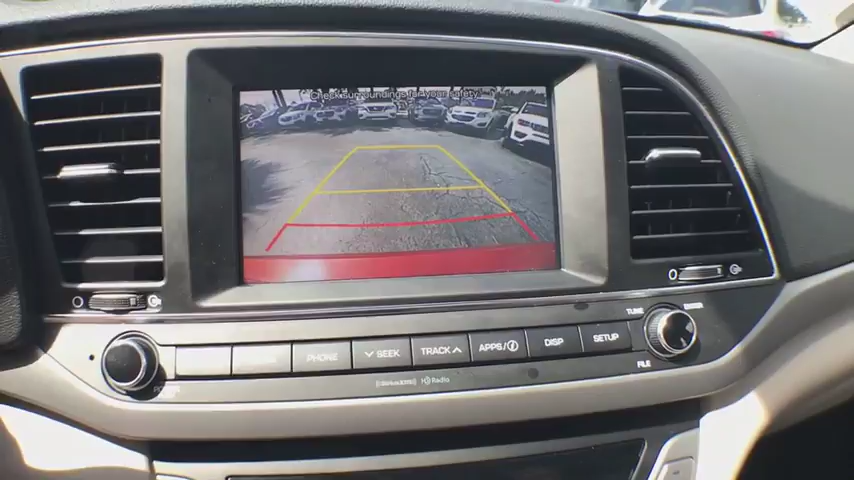 Check surroundings for your safety
PHONE
SEEK
TRACK
APPS/i
DISP
SETUP
TUNE
FILE
HD Radio